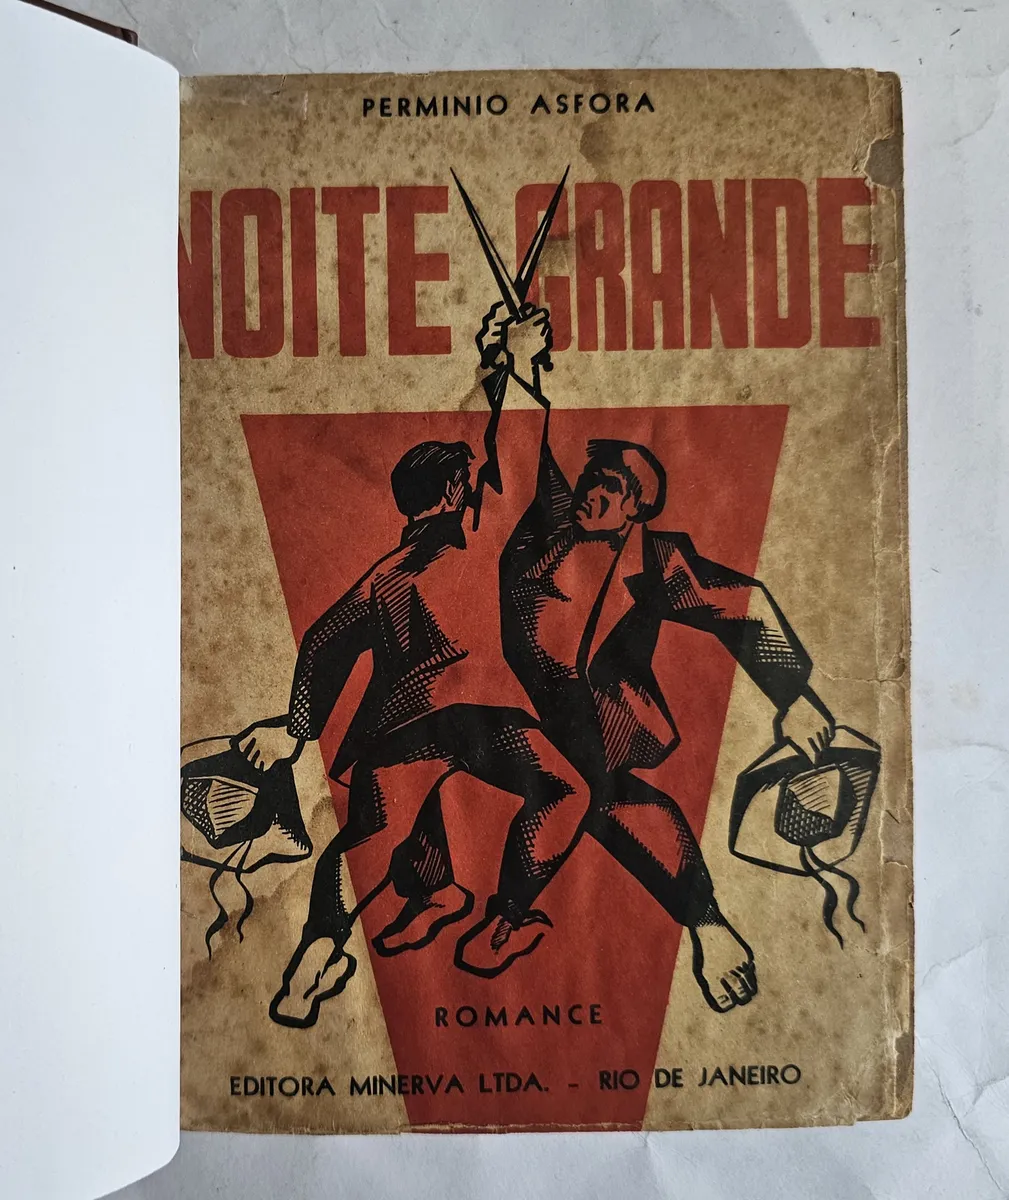 PERMINIO ASFORA
NOITE GRANDE
ROMANCE
EDITORA MINERVA LTDA. - RIO DE JANEIRO